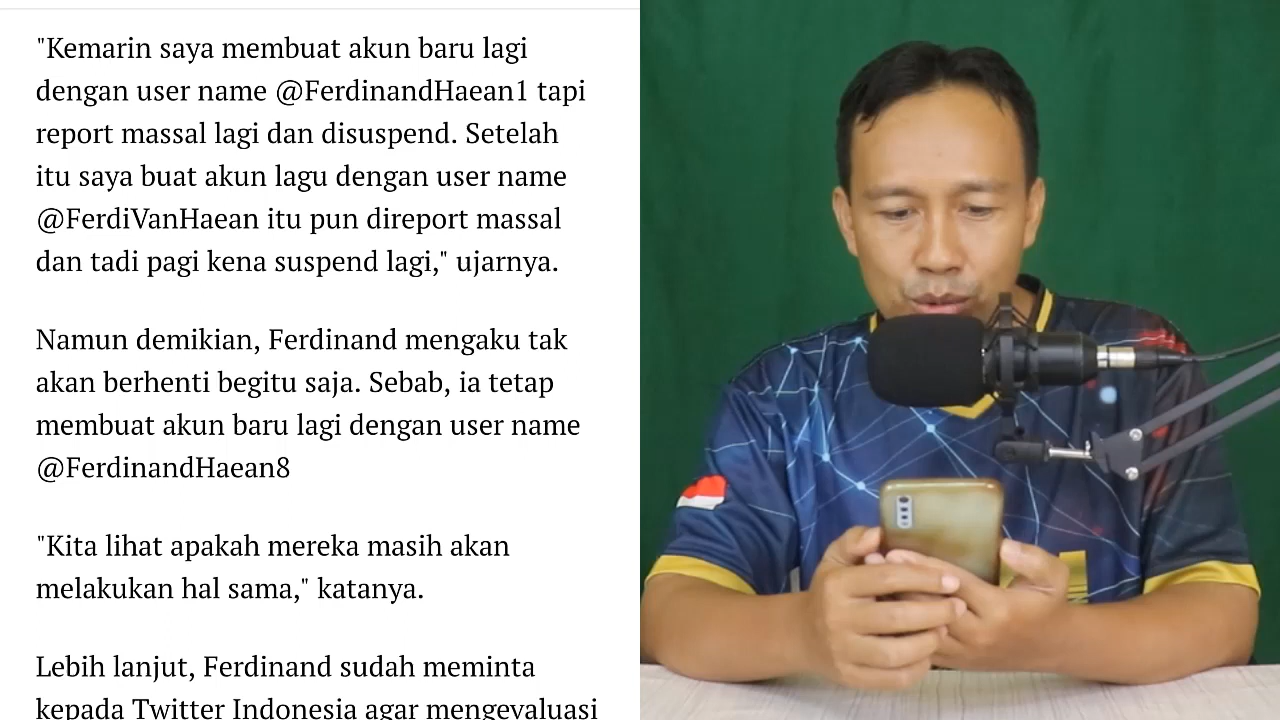 "Kemarin saya membuat akun baru lagi
dengan user name @FerdinandHaean1 tapi
report massal lagi dan disuspend. Setelah
itu saya buat akun lagu dengan user name
@FerdiVanHaean itu pun direport massal
dan tadi pagi kena suspend lagi," ujarnya.
Namun demikian, Ferdinand mengaku tak
akan berhenti begitu saja. Sebab, ia tetap
membuat akun baru lagi dengan user name
@FerdinandHaean8
"Kita lihat apakah mereka masih akan
melakukan hal sama," katanya.
Lebih lanjut, Ferdinand sudah meminta
kepada Twitter Indonesia agar mengevaluasi